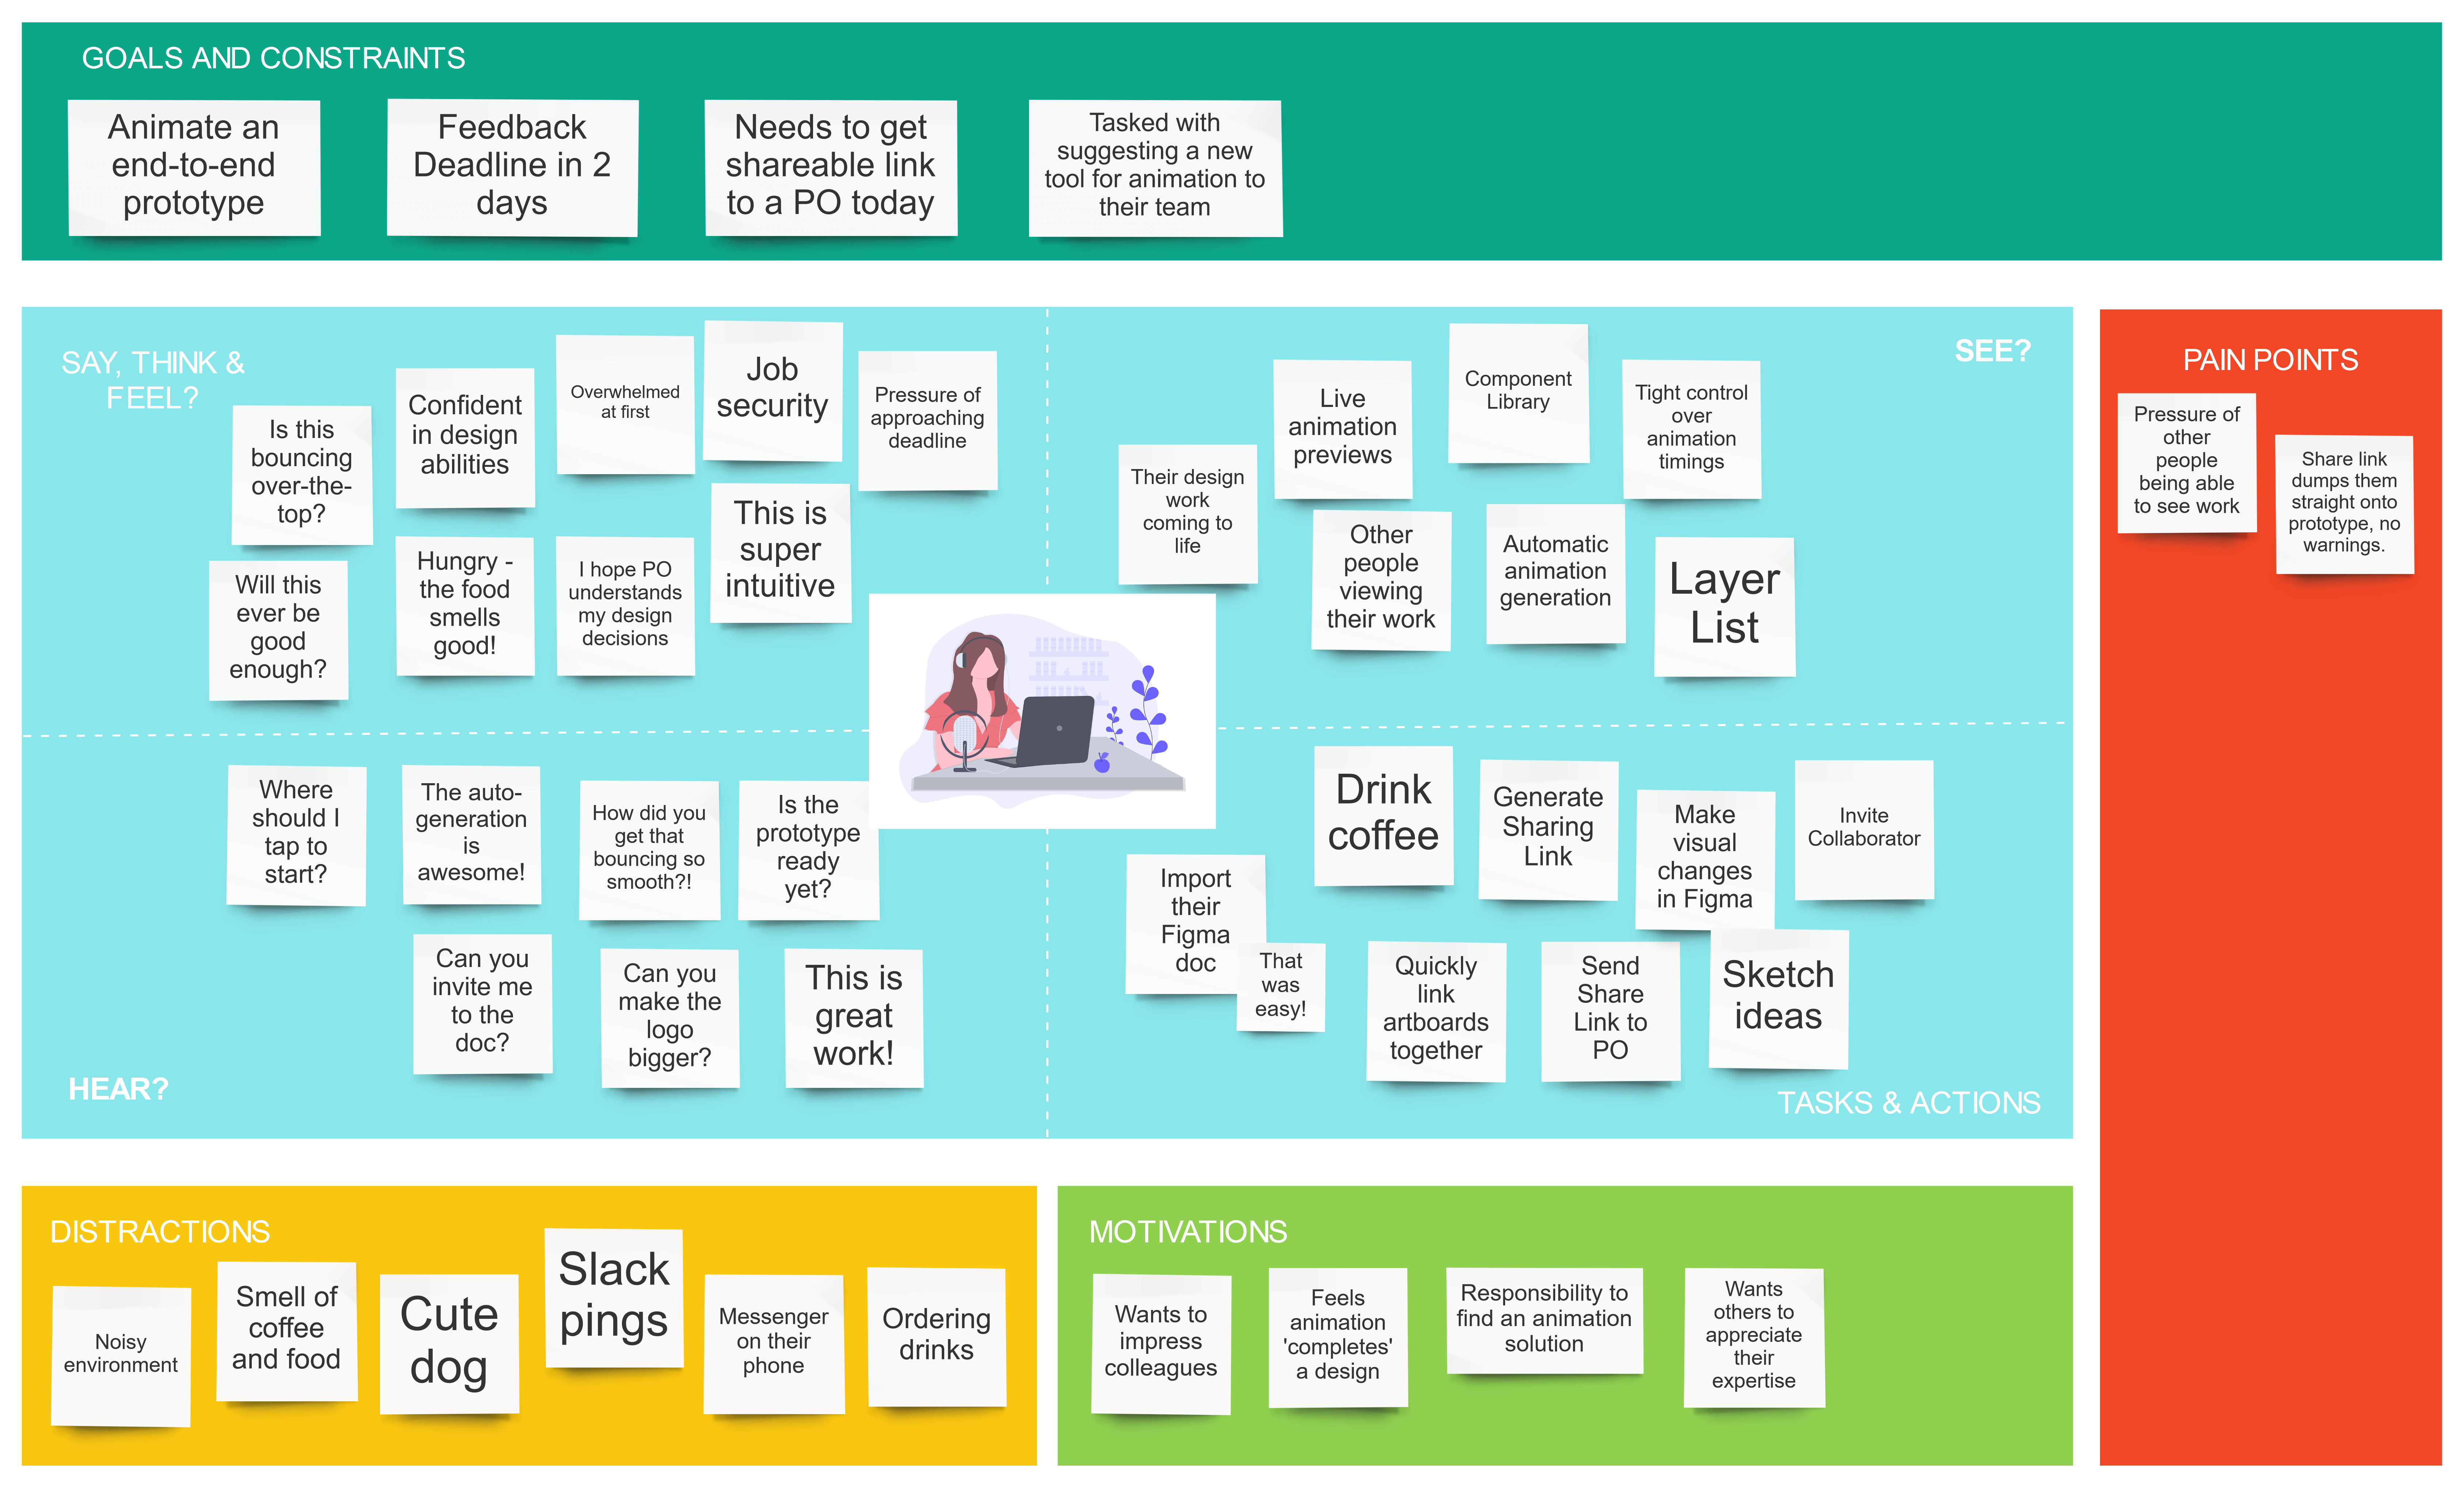 GOALS AND CONSTRAINTS
Animate an
end-to-end
prototype
Feedback
Deadline in 2
days
Needs to get
shareable link
to a PO today
Tasked with
suggesting a new
tool for animation to
their team
SAY, THINK &
FEEL?
Is this
bouncing
over-the-
top?
Confident
in design
abilities
Overwhelmed
at first
Job
security
Pressure of
approaching
deadline
Will this
ever be
good
enough?
Hungry -
the food
smells
good!
I hope PO
understands
my design
decisions
This is
super
intuitive
SEE?
Their design
work
coming to
life
Live
animation
previews
Component
Library
Tight control
over
animation
timings
Other
people
viewing
their work
Automatic
animation
generation
Layer
List
PAIN POINTS
Pressure of
other
people
being able
to see work
Share link
dumps them
straight onto
prototype, no
warnings.
Where
should I
tap to
start?
The auto-
generation
is
awesome!
How did you
get that
bouncing so
smooth?!
Is the
prototype
ready
yet?
Can you
invite me
to the
doc?
Can you
make the
logo
bigger?
This is
great
work!
HEAR?
Import
their
Figma
doc
That
was
easy!
Drink
coffee
Generate
Sharing
Link
Make
visual
changes
in Figma
Invite
Collaborator
Quickly
link
artboards
together
Send
Share
Link to
PO
Sketch
ideas
TASKS & ACTIONS
DISTRACTIONS
Noisy
environment
Smell of
coffee
and food
Cute
dog
Slack
pings
Messenger
on their
phone
Ordering
drinks
MOTIVATIONS
Wants to
impress
colleagues
Feels
animation
'completes'
a design
Responsibility to
find an animation
solution
Wants
others to
appreciate
their
expertise